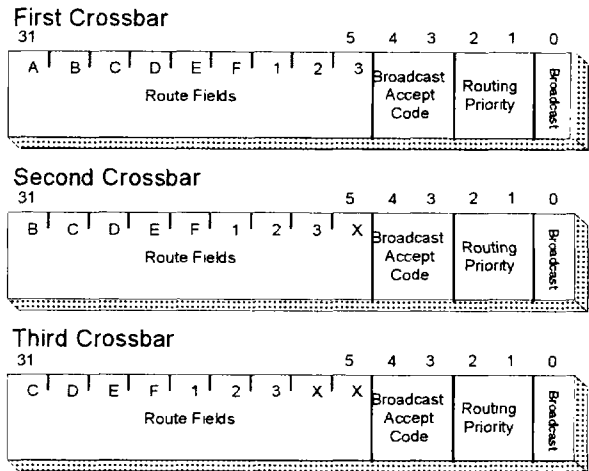 First Crossbar
31 5 4 3 2 1 0
A B C D E F 1 2 3
Route Fields
Broadcast
Accept
Code
Routing
Priority
Broadcast
Second Crossbar
31 5 4 3 2 1 0
B C D E F 1 2 3 X
Route Fields
Broadcast
Accept
Code
Routing
Priority
Broadcast
Third Crossbar
31 5 4 3 2 1 0
C D E F 1 2 3 X X
Route Fields
Broadcast
Accept
Code
Routing
Priority
Broadcast